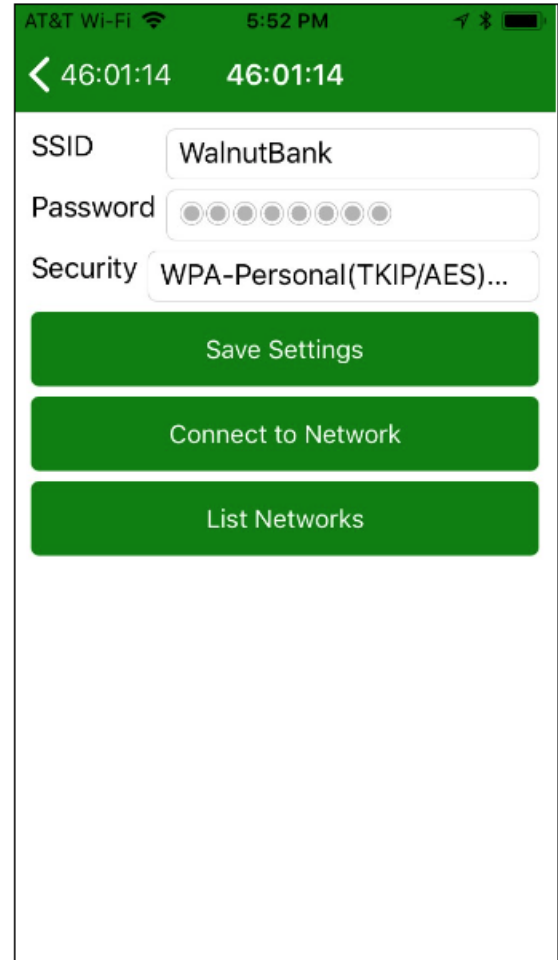 AT&T Wi-Fi 5:52 PM
46:01:14 46:01:14
SSID WalnutBank
Password ●●●●●●●●
Security WPA-Personal(TKIP/AES)...
Save Settings
Connect to Network
List Networks